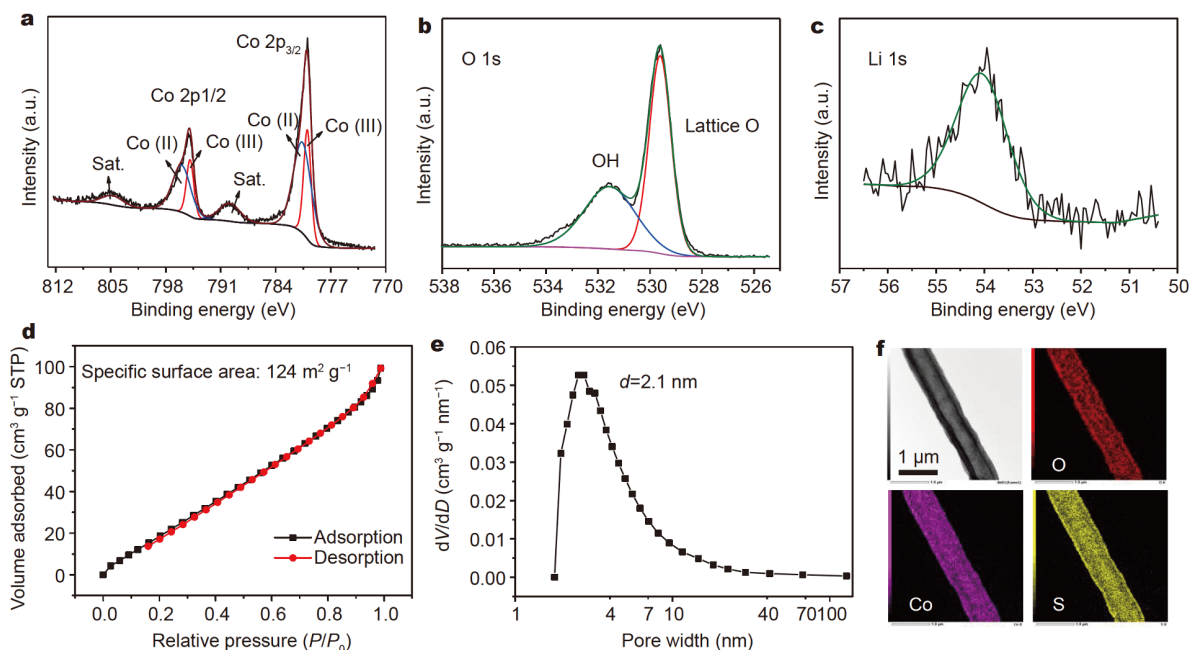 a
Co 2p3/2
Co 2p1/2
Co (II)
Co (III)
Co (II)
Co (III)
Sat.
Sat.
Intensity (a.u.)
812 805 798 791 784 777 770
Binding energy (eV)
b
O 1s
Lattice O
OH
Intensity (a.u.)
538 536 534 532 530 528 526
Binding energy (eV)
c
Li 1s
Intensity (a.u.)
57 56 55 54 53 52 51 50
Binding energy (eV)
d
Specific surface area: 124 m² g⁻¹
Volume adsorbed (cm³ g⁻¹ STP)
100
80
60
40
20
0
Adsorption
Desorption
0.0 0.2 0.4 0.6 0.8 1.0
Relative pressure (P/P₀)
e
d=2.1 nm
dV/dD (cm³ g⁻¹ nm⁻¹)
0.06
0.05
0.04
0.03
0.02
0.01
0.00
1 4 7 10 40 70 100
Pore width (nm)
f
1 μm
O
Co
S